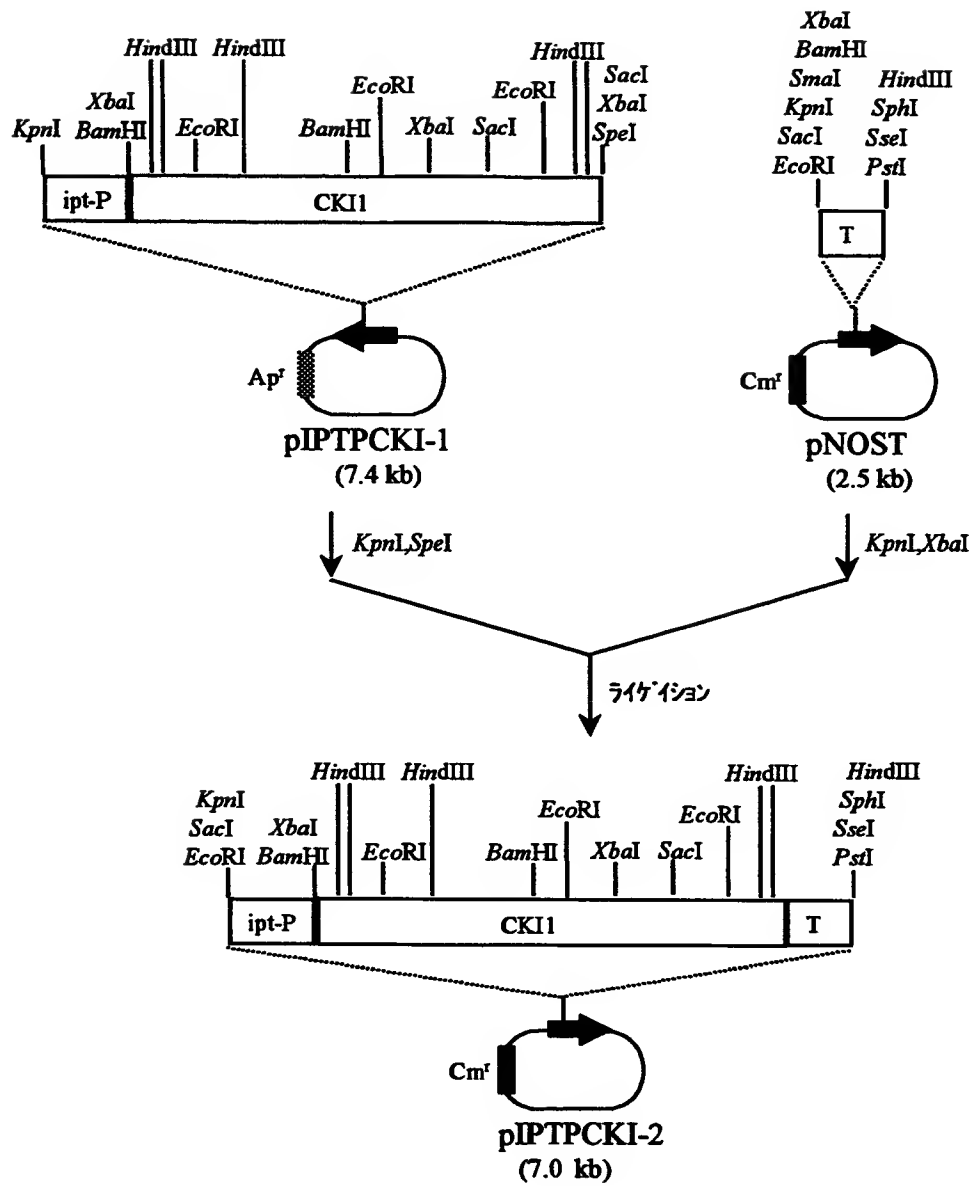 HindIII HindIII HindIII
SacI
XbaI
SpeI
XbaI
BamHI
KpnI
EcoRI
BamHI
EcoRI
XbaI
SacI
EcoRI
ipt-P
CKI1
XbaI
BamHI
SmaI
KpnI
SacI
EcoRI
HindIII
SphI
SseI
PstI
T
Apʳ
pIPTPCKI-1
(7.4 kb)
Cmʳ
pNOST
(2.5 kb)
KpnI,SpeI
KpnI,XbaI
ライゲイション
HindIII HindIII HindIII
KpnI
SacI
EcoRI
XbaI
BamHI
EcoRI
BamHI
EcoRI
XbaI
SacI
EcoRI
HindIII
SphI
SseI
PstI
ipt-P
CKI1
T
Cmʳ
pIPTPCKI-2
(7.0 kb)